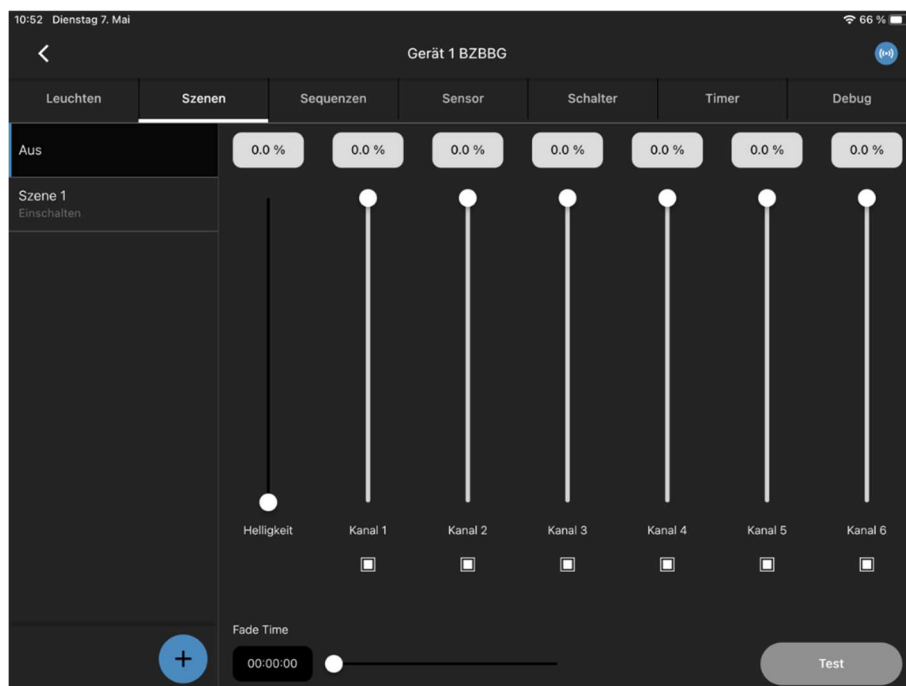 10:52 Dienstag 7. Mai
66 %
Gerät 1 BZBBG
Leuchten Szenen Sequenzen Sensor Schalter Timer Debug
Aus
0.0 % 0.0 % 0.0 % 0.0 % 0.0 % 0.0 % 0.0 %
Szene 1
Einschalten
Helligkeit Kanal 1 Kanal 2 Kanal 3 Kanal 4 Kanal 5 Kanal 6
Fade Time
+
00:00:00
Test